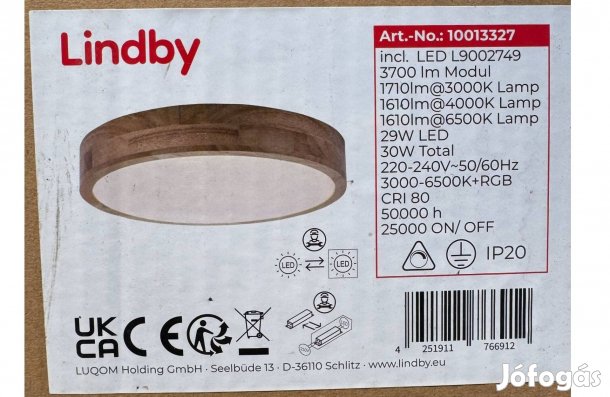 Lindby
Art.-No.: 10013327
incl. LED L9002749
3700 lm Modul
1710lm@3000K Lamp
1610lm@4000K Lamp
1610lm@6500K Lamp
29W LED
30W Total
220-240V~50/60Hz
3000-6500K+RGB
CRI 80
50000 h
25000 ON/ OFF
IP20
LED
LED
UK
CA CE
4 251911 766912
LUQOM Holding GmbH · Seelbüde 13 · D-36110 Schlitz · www.lindby.eu
Jófogás